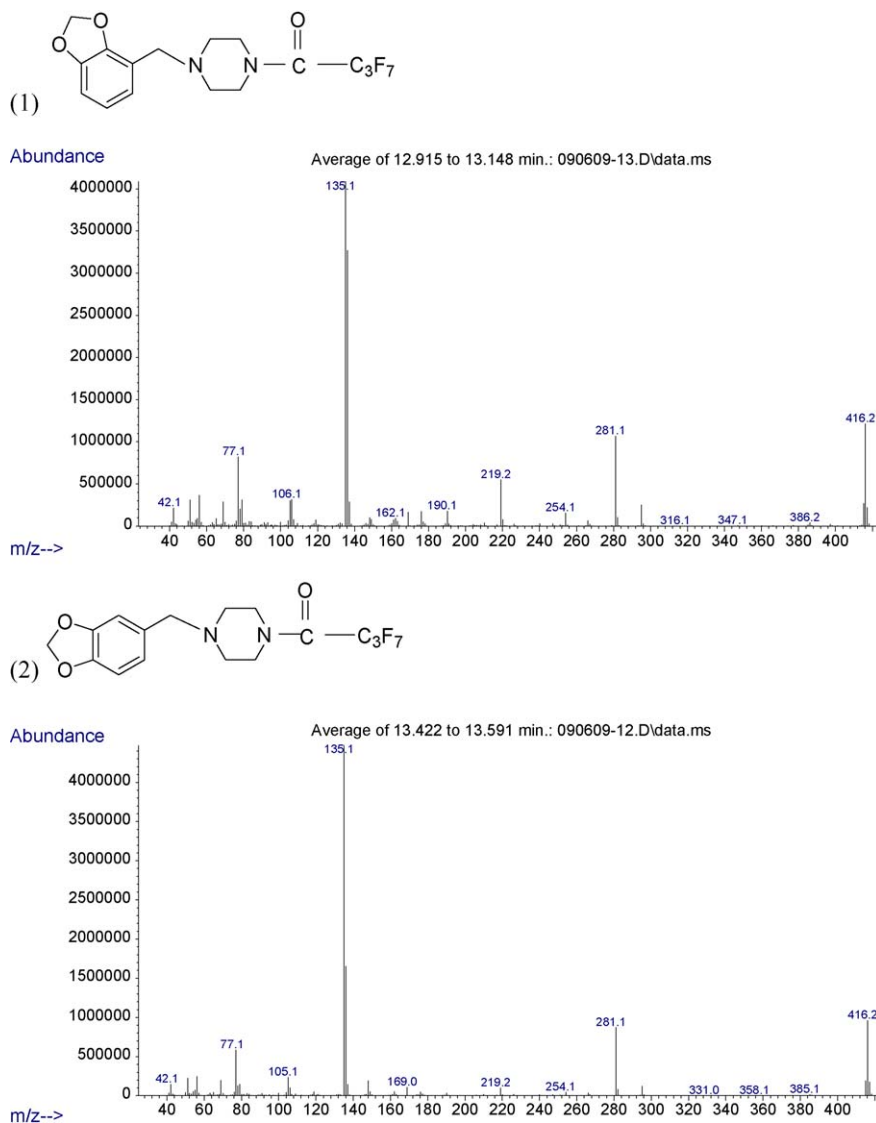 O
O
O
N
N
C
C3F7
(1)
Abundance
Average of 12.915 to 13.148 min.: 090609-13.D\data.ms
4000000
3500000
3000000
2500000
2000000
1500000
1000000
500000
0
135.1
416.2
281.1
77.1
219.2
106.1
42.1
162.1
190.1
254.1
316.1
347.1
386.2
40 60 80 100 120 140 160 180 200 220 240 260 280 300 320 340 360 380 400
m/z-->
O
O
O
N
N
C
C3F7
(2)
Abundance
Average of 13.422 to 13.591 min.: 090609-12.D\data.ms
4000000
3500000
3000000
2500000
2000000
1500000
1000000
500000
0
135.1
416.2
281.1
77.1
105.1
42.1
169.0
219.2
254.1
331.0
358.1
385.1
40 60 80 100 120 140 160 180 200 220 240 260 280 300 320 340 360 380 400
m/z-->